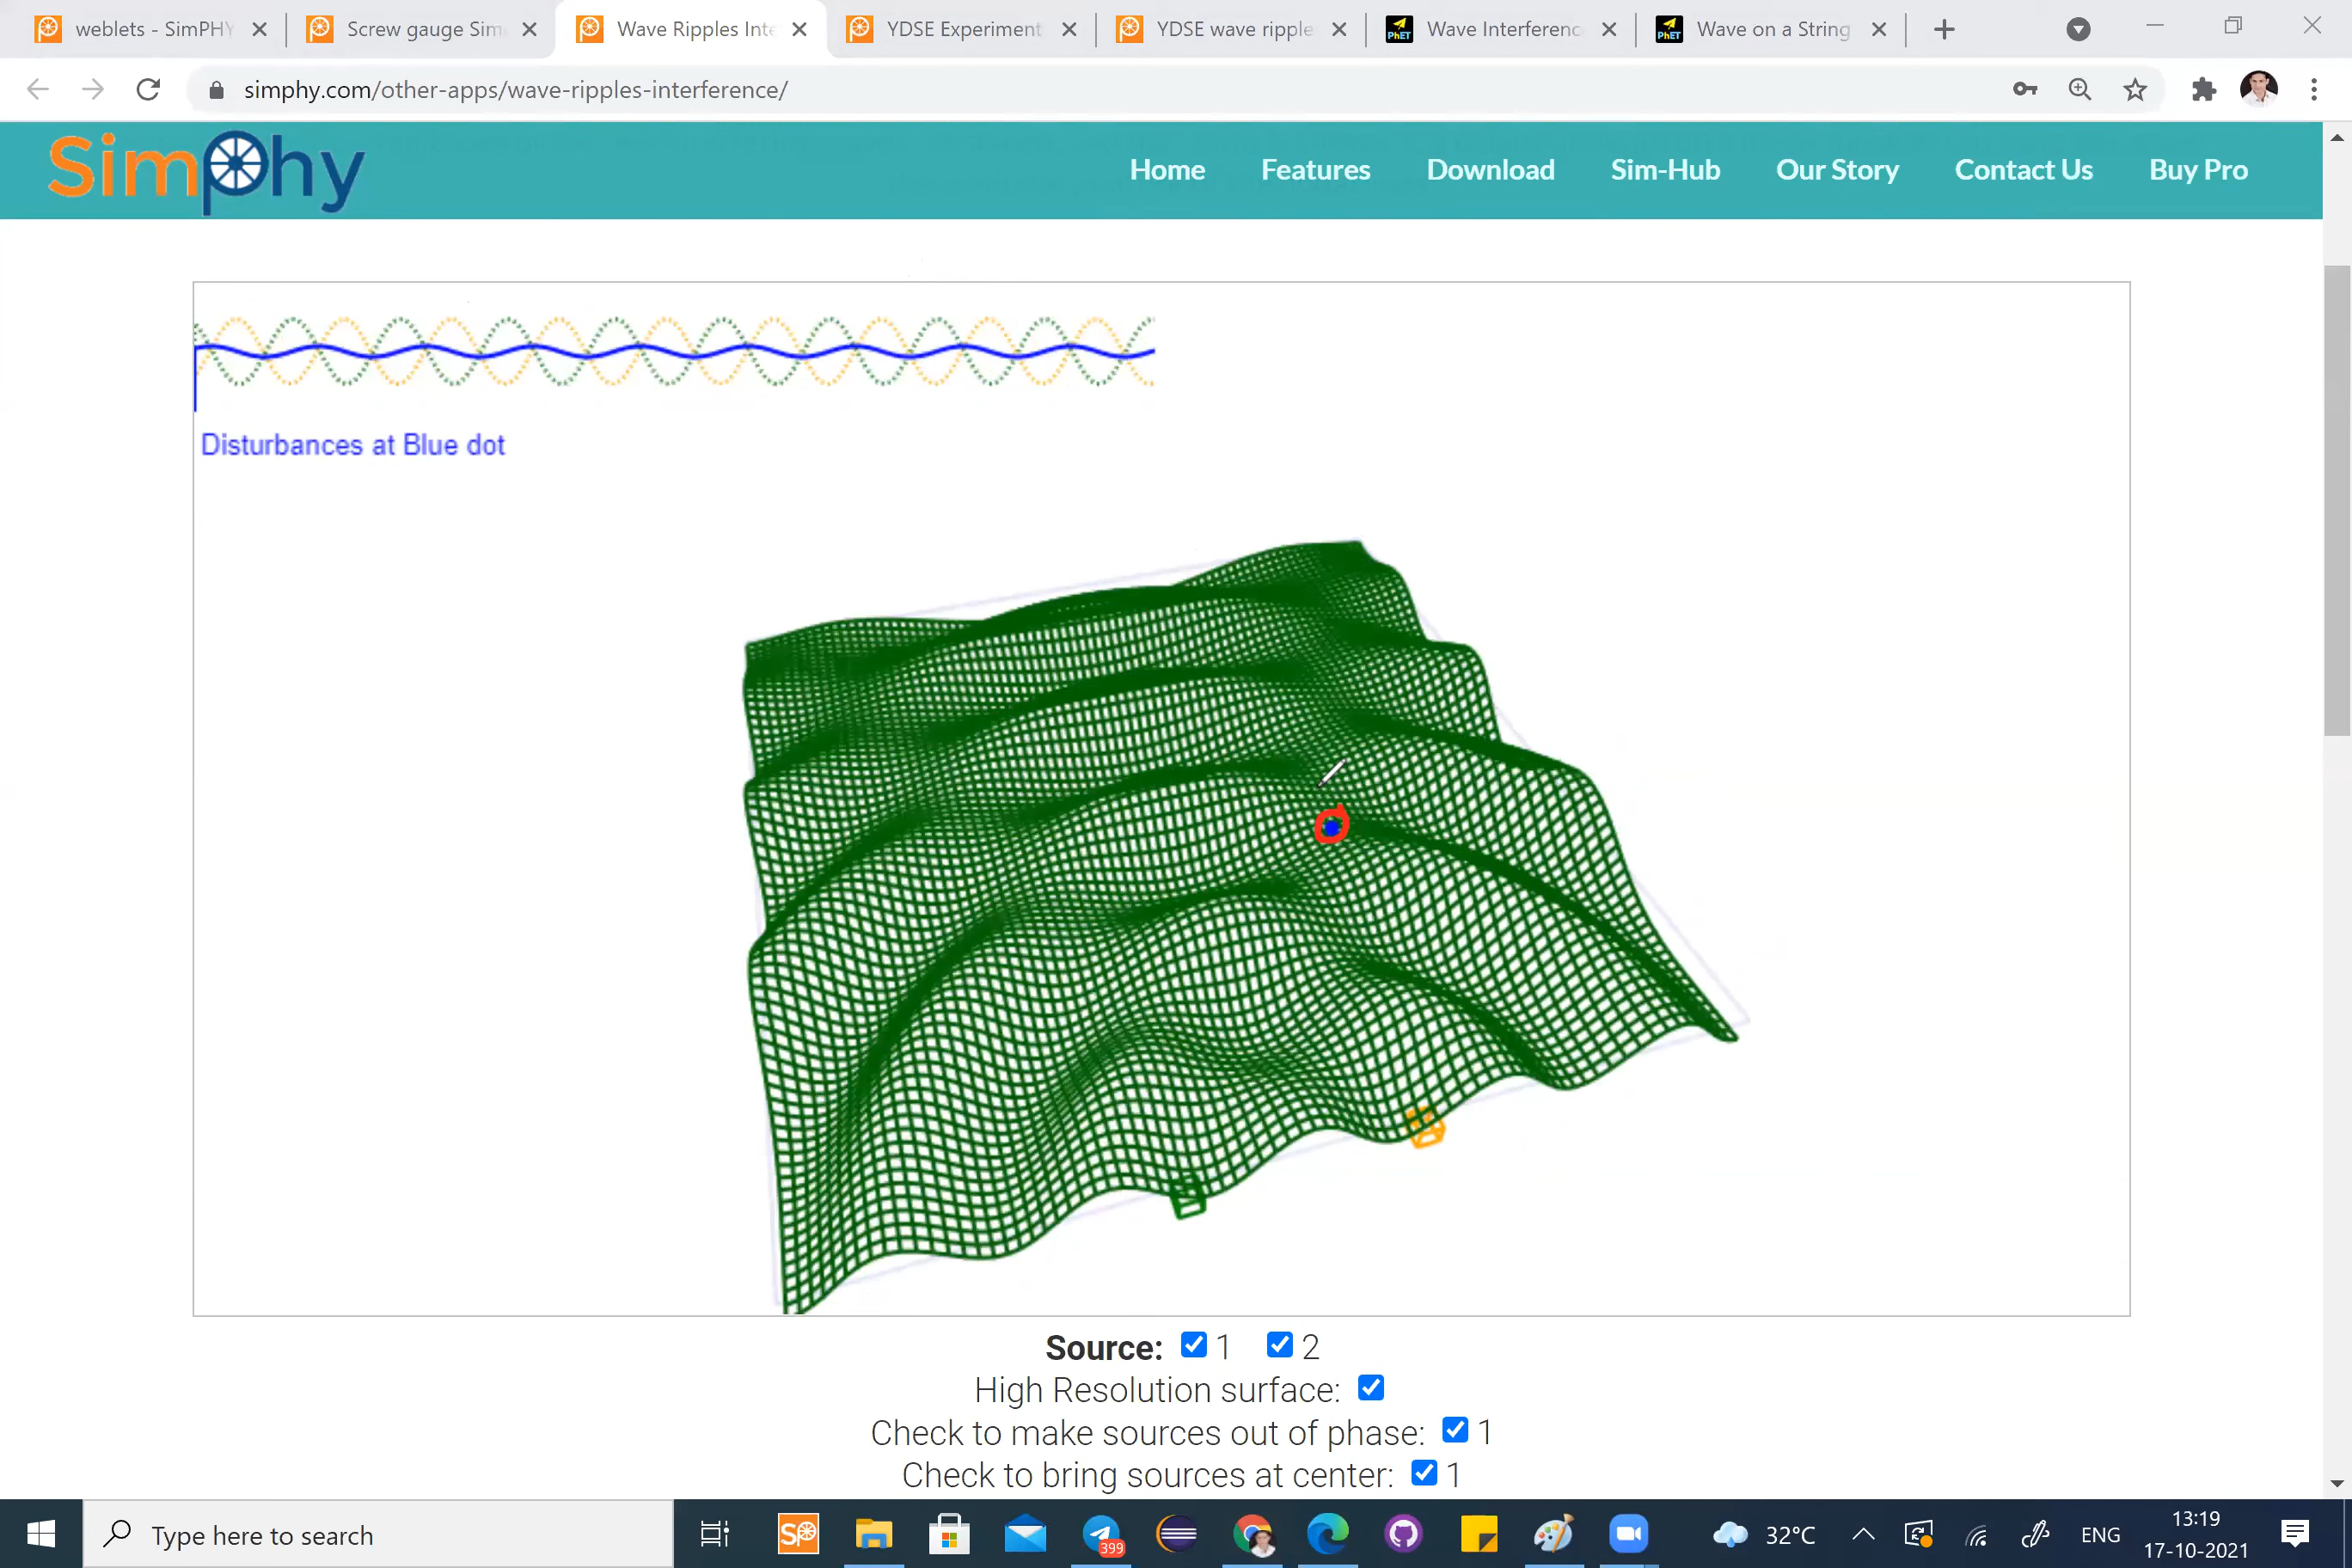 weblets - SimPHY
Screw gauge Sim
Wave Ripples Inte
YDSE Experiment
YDSE wave ripple
PhET
Wave Interferenc
PhET
Wave on a String
simphy.com/other-apps/wave-ripples-interference/
Simphy
Home
Features
Download
Sim-Hub
Our Story
Contact Us
Buy Pro
Disturbances at Blue dot
Source: 1 2
High Resolution surface:
Check to make sources out of phase: 1
Check to bring sources at center: 1
Type here to search
399
32°C
ENG
13:19
17-10-2021